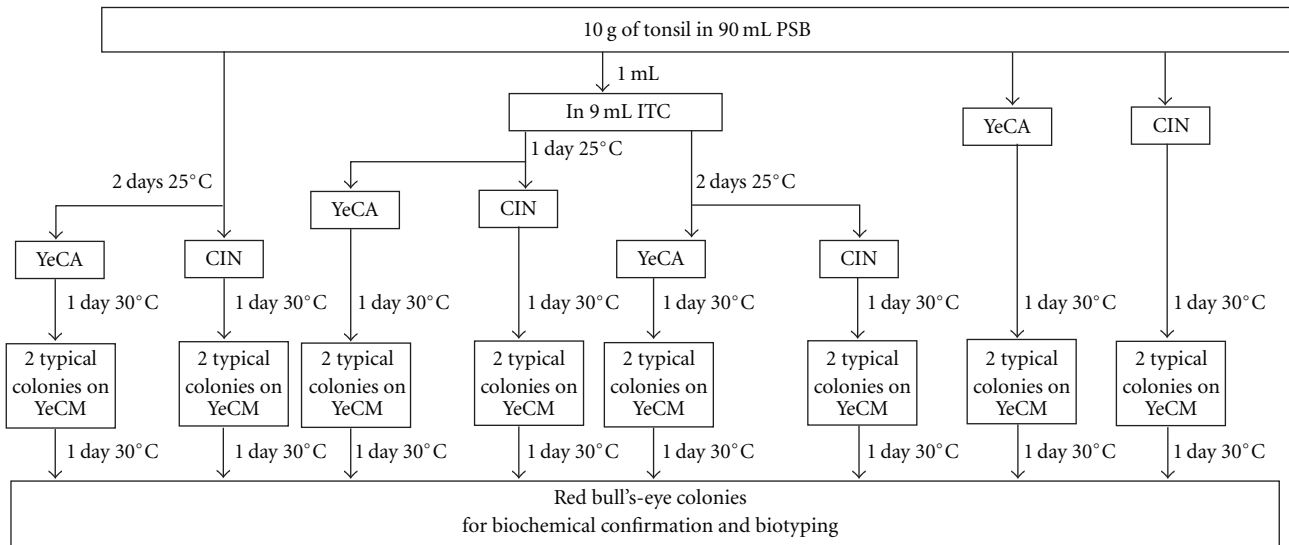 10 g of tonsil in 90 mL PSB
1 mL
In 9 mL ITC
YeCA
CIN
1 day 25°C
2 days 25°C
2 days 25°C
YeCA
CIN
YeCA
CIN
YeCA
CIN
1 day 30°C
1 day 30°C
1 day 30°C
1 day 30°C
1 day 30°C
1 day 30°C
1 day 30°C
1 day 30°C
2 typical
colonies on
YeCM
2 typical
colonies on
YeCM
2 typical
colonies on
YeCM
2 typical
colonies on
YeCM
2 typical
colonies on
YeCM
2 typical
colonies on
YeCM
2 typical
colonies on
YeCM
2 typical
colonies on
YeCM
1 day 30°C
1 day 30°C
1 day 30°C
1 day 30°C
1 day 30°C
1 day 30°C
1 day 30°C
1 day 30°C
Red bull's-eye colonies
for biochemical confirmation and biotyping